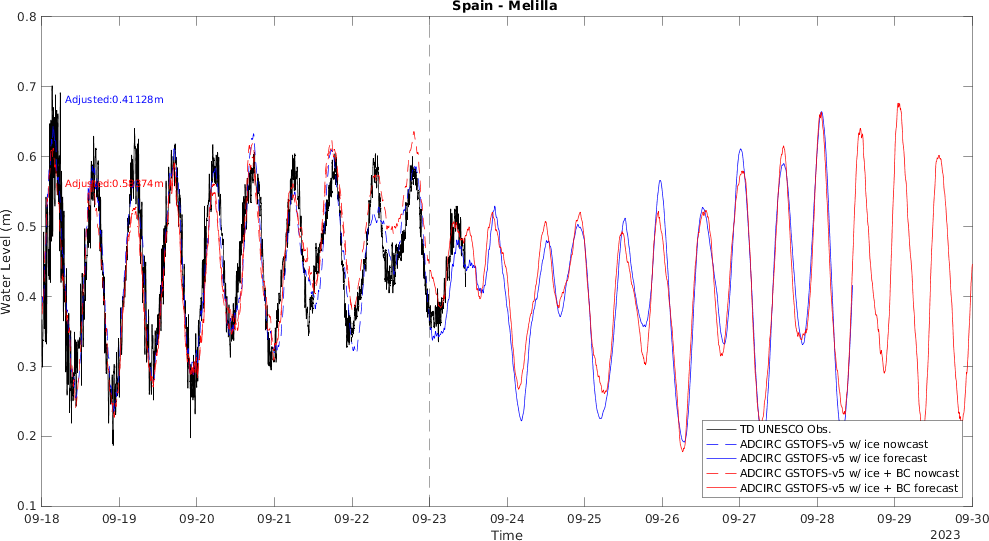 Spain - Melilla
0.8
0.7
0.6
0.5
0.4
0.3
0.2
0.1
Water Level (m)
Adjusted:0.41128m
TD UNESCO Obs.
ADCIRC GSTOFS-v5 w/ ice nowcast
ADCIRC GSTOFS-v5 w/ ice forecast
ADCIRC GSTOFS-v5 w/ ice + BC nowcast
ADCIRC GSTOFS-v5 w/ ice + BC forecast
09-18 09-19 09-20 09-21 09-22 09-23 09-24 09-25 09-26 09-27 09-28 09-29 09-30
Time
2023